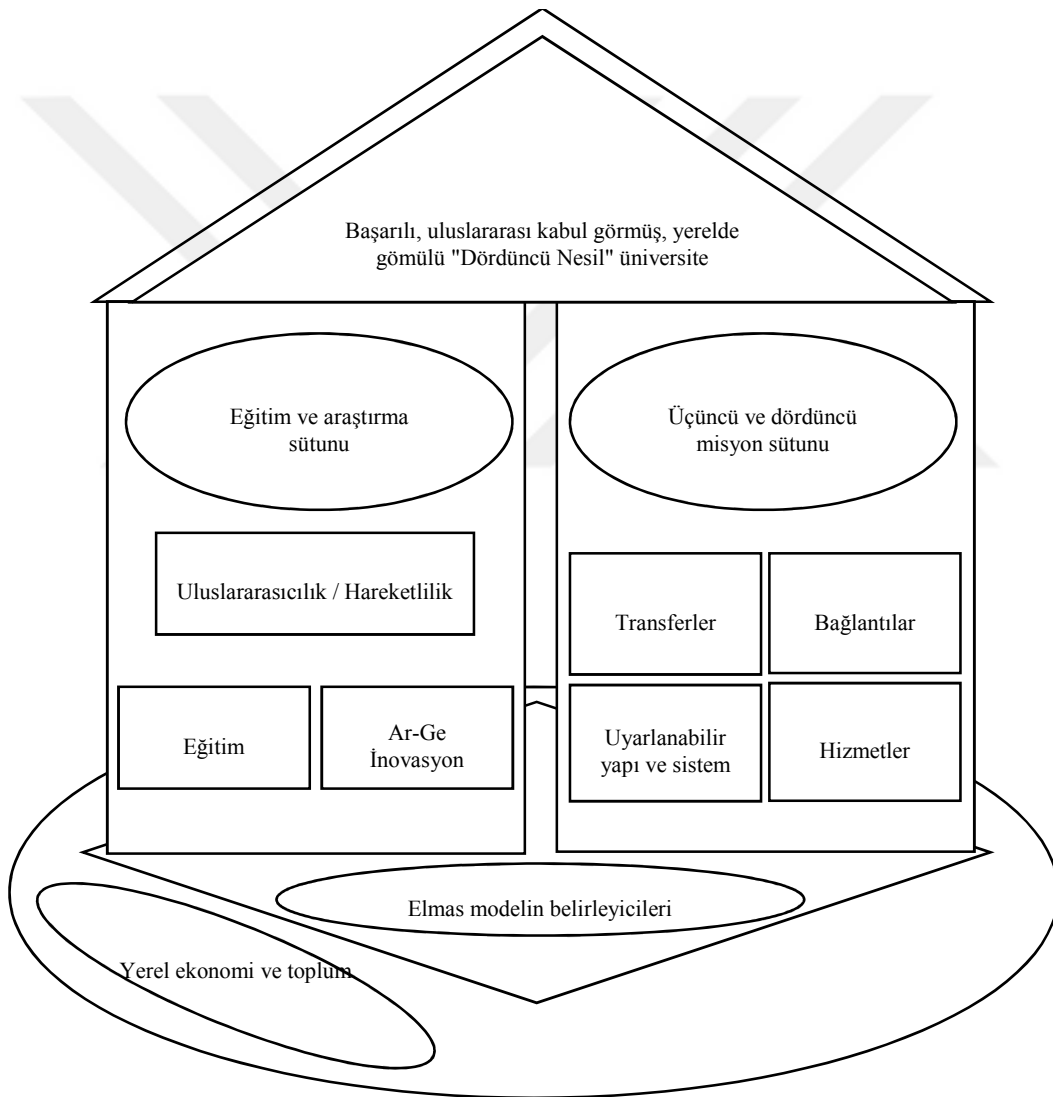 Başarılı, uluslararası kabul görmüş, yerelde
gömülü "Dördüncü Nesil" üniversite
Eğitim ve araştırma
sütunu
Üçüncü ve dördüncü
misyon sütunu
Uluslararasıcılık / Hareketlilik
Transferler
Bağlantılar
Eğitim
Ar-Ge
İnovasyon
Uyarlanabilir
yapı ve sistem
Hizmetler
Elmas modelin belirleyicileri
Yerel ekonomi ve toplum